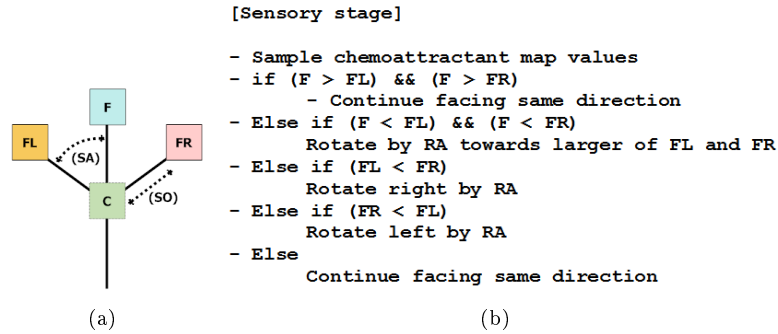 [Sensory stage]
- Sample chemoattractant map values
- if (F > FL) && (F > FR)
- Continue facing same direction
- Else if (F < FL) && (F < FR)
Rotate by RA towards larger of FL and FR
- Else if (FL < FR)
Rotate right by RA
- Else if (FR < FL)
Rotate left by RA
- Else
Continue facing same direction
F
FL
FR
(SA)
C
(SO)
(a)
(b)